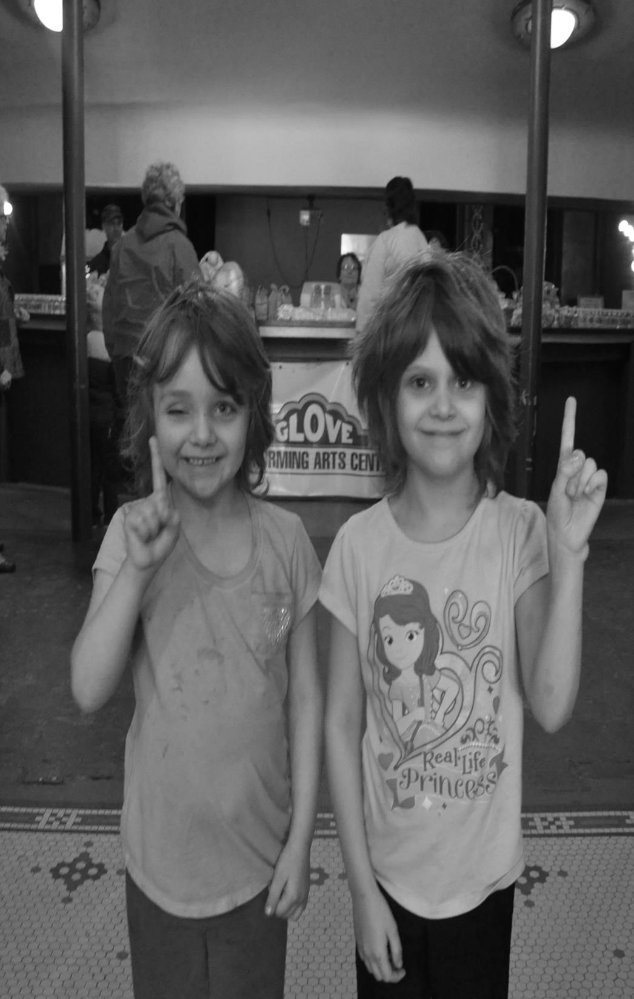 GLOVE
RMING ARTS CENT
Real-Life
Princess